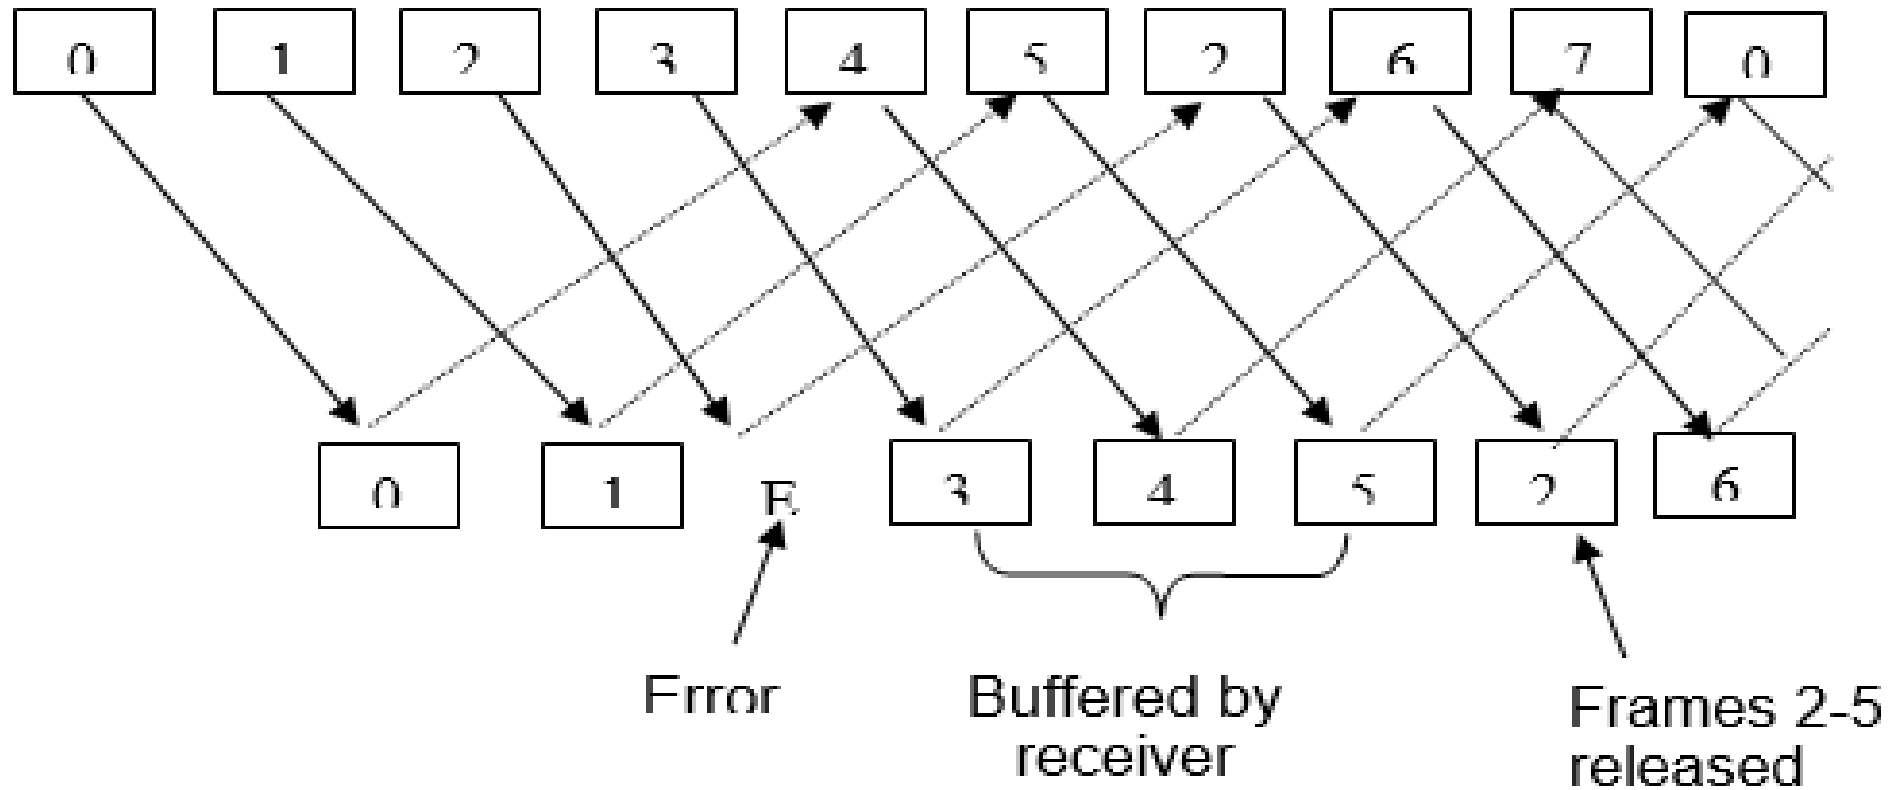 0 1 2 3 4 5 2 6 7 0
0 1 E 3 4 5 2 6
Error
Buffered by
receiver
Frames 2-5
released